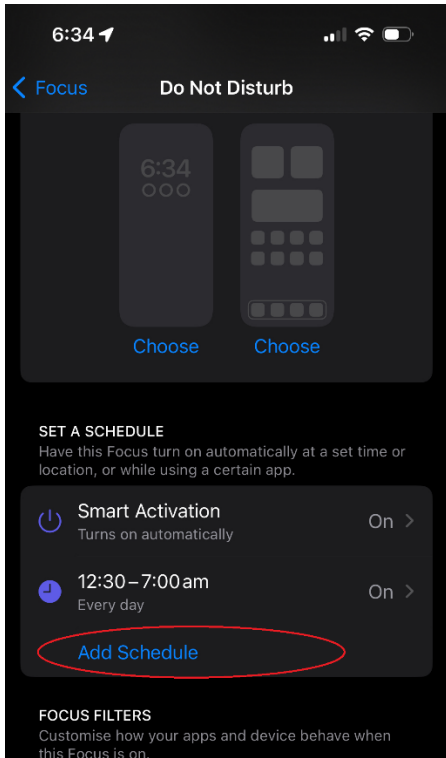 6:34
Focus
Do Not Disturb
6:34
Choose
Choose
SET A SCHEDULE
Have this Focus turn on automatically at a set time or
location, or while using a certain app.
Smart Activation
On
Turns on automatically
12:30–7:00 am
On
Every day
Add Schedule
FOCUS FILTERS
Customise how your apps and device behave when
this Focus is on.